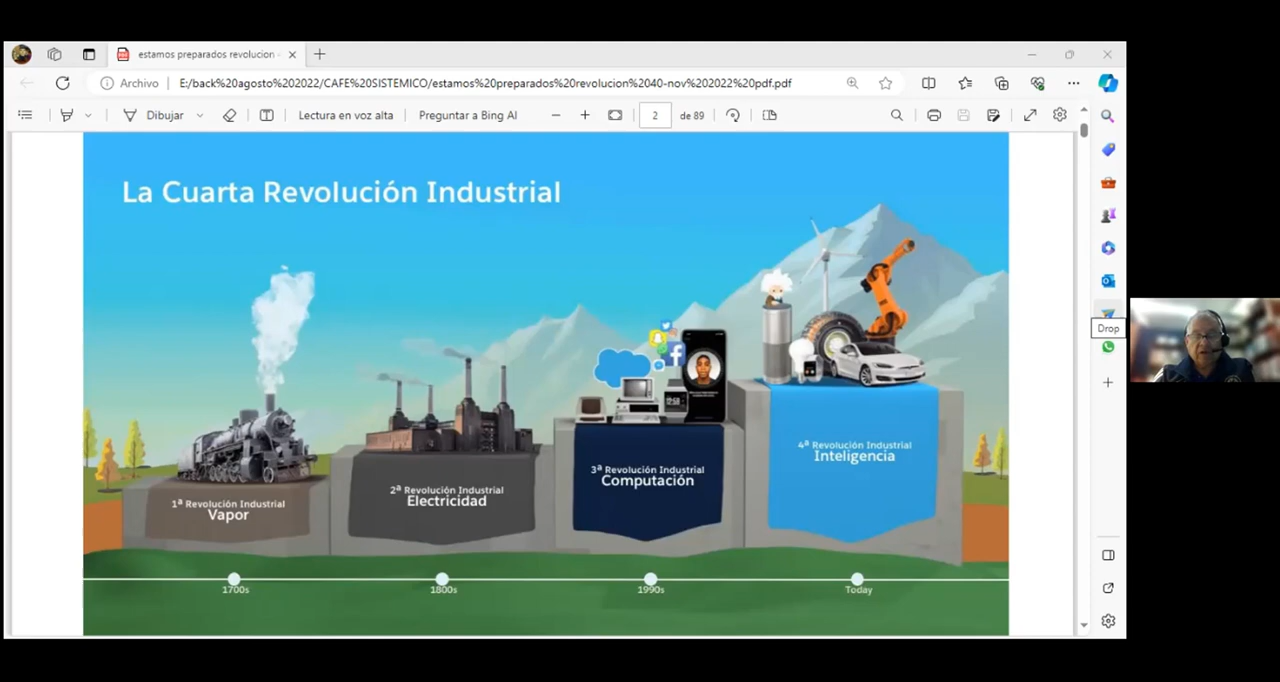 estamos preparados revolucion
Archivo
E:/back%20agosto%202022/CAFE%20SISTEMICO/estamos%20preparados%20revolucion%2040-nov%202022%20pdf.pdf
Dibujar
Lectura en voz alta
Preguntar a Bing AI
2
de 89
La Cuarta Revolución Industrial
Drop
4ª Revolución Industrial
Inteligencia
3ª Revolución Industrial
Computación
2ª Revolución Industrial
Electricidad
1ª Revolución Industrial
Vapor
1700s
1800s
1990s
Today